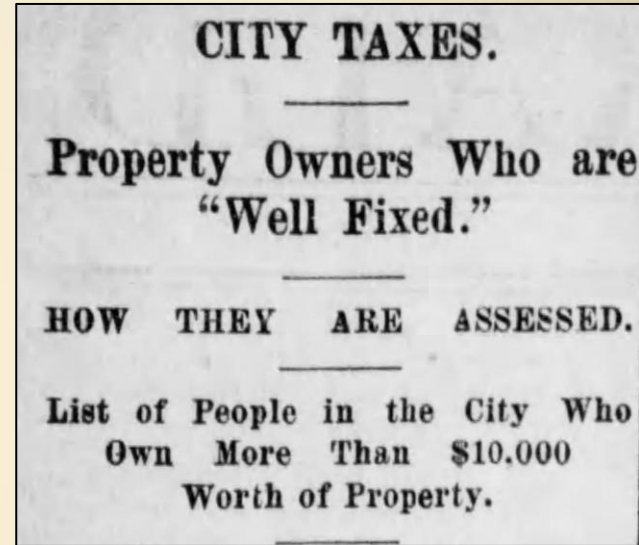 CITY TAXES.
Property Owners Who are
“Well Fixed.”
HOW THEY ARE ASSESSED.
List of People in the City Who
Own More Than $10,000
Worth of Property.